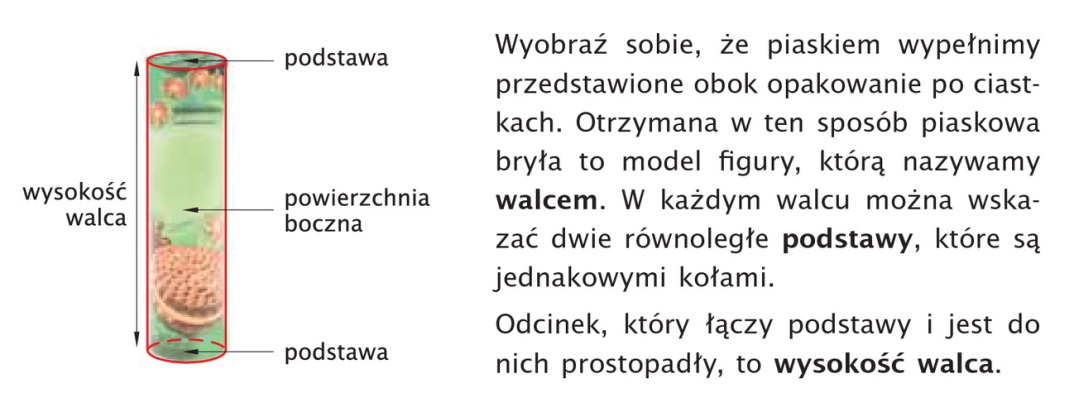 podstawa
wysokość
walca
powierzchnia
boczna
podstawa
Wyobraź sobie, że piaskiem wypełnimy
przedstawione obok opakowanie po ciast-
kach. Otrzymana w ten sposób piaskowa
bryła to model figury, którą nazywamy
walcem. W każdym walcu można wska-
zać dwie równoległe podstawy, które są
jednakowymi kołami.
Odcinek, który łączy podstawy i jest do
nich prostopadły, to wysokość walca.